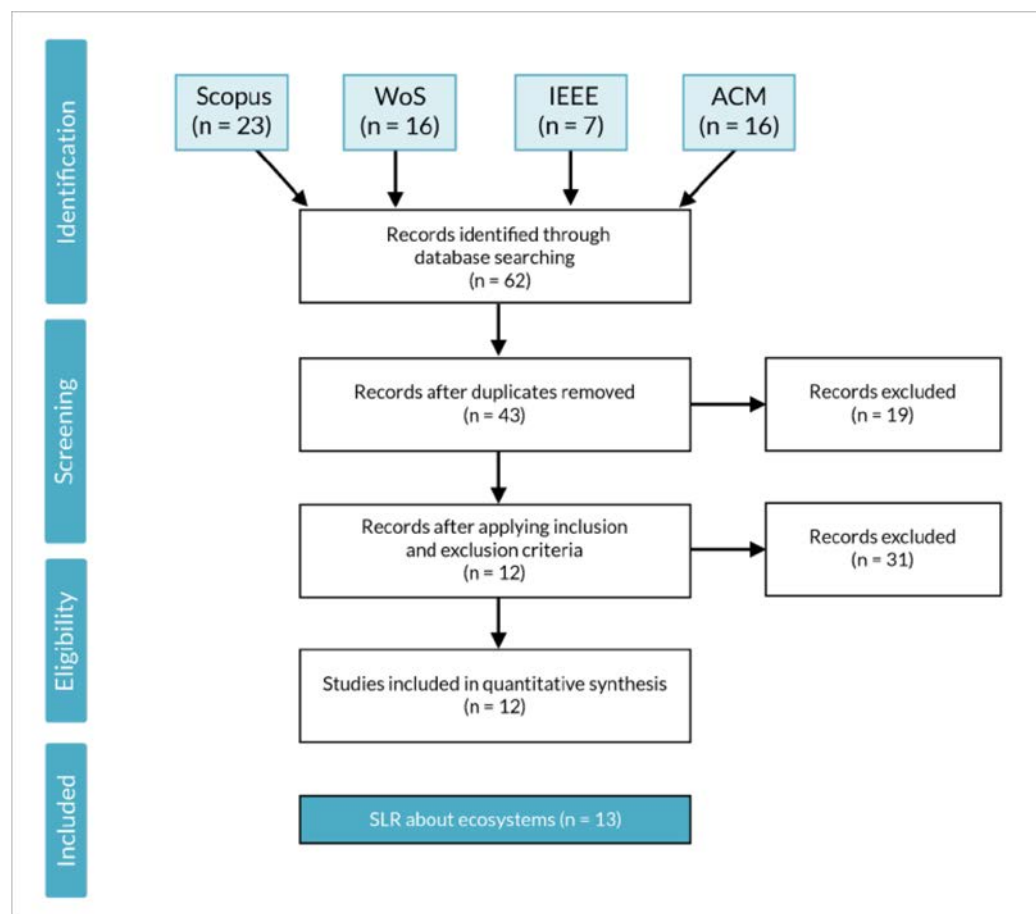 Identification
Scopus
(n = 23)
WoS
(n = 16)
IEEE
(n = 7)
ACM
(n = 16)
Records identified through
database searching
(n = 62)
Screening
Records after duplicates removed
(n = 43)
Records excluded
(n = 19)
Records after applying inclusion
and exclusion criteria
(n = 12)
Records excluded
(n = 31)
Eligibility
Studies included in quantitative synthesis
(n = 12)
Included
SLR about ecosystems (n = 13)